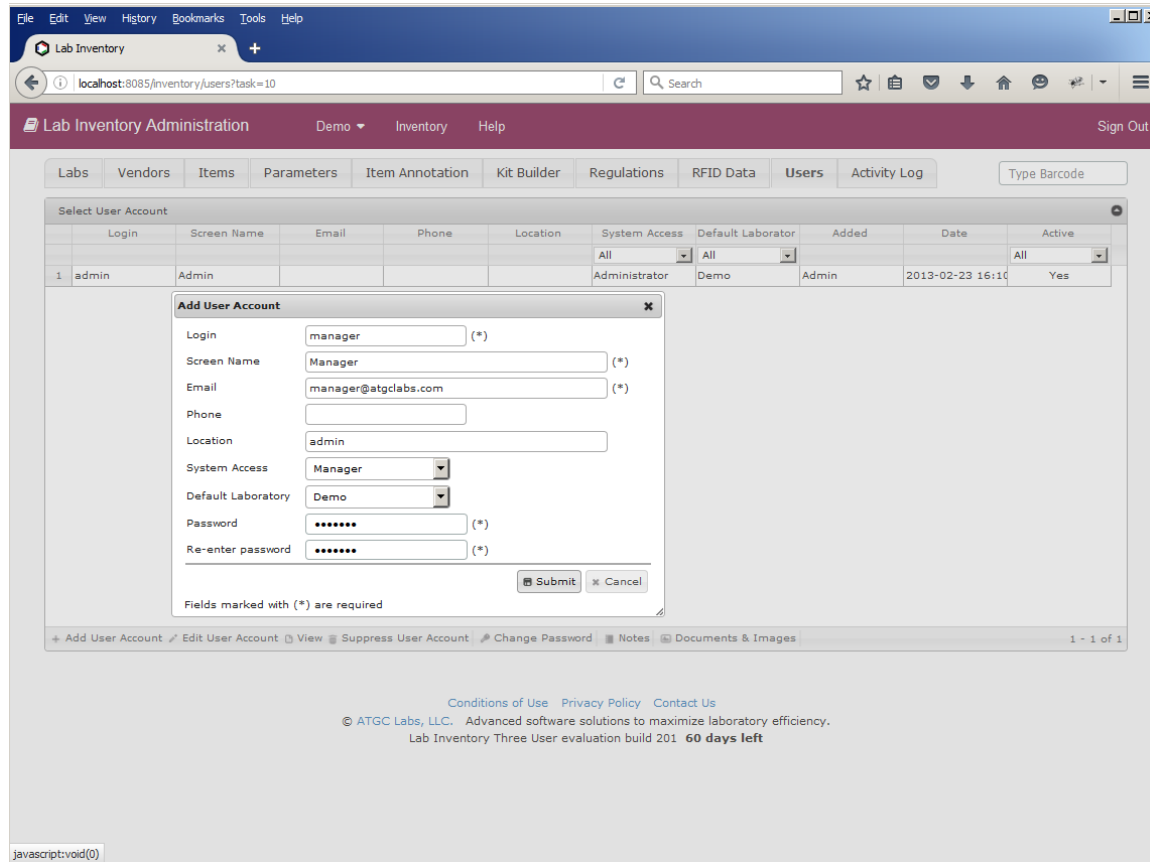 File Edit View History Bookmarks Tools Help
Lab Inventory
localhost:8085/inventory/users?task=10
Search
Lab Inventory Administration Demo Inventory Help Sign Out
Labs Vendors Items Parameters Item Annotation Kit Builder Regulations RFID Data Users Activity Log Type Barcode
Select User Account
Login Screen Name Email Phone Location System Access Default Laborator Added Date Active
All All All
1 admin Admin Administrator Demo Admin 2013-02-23 16:10 Yes
Add User Account
Login manager (*)
Screen Name Manager (*)
Email manager@atgclabs.com (*)
Phone
Location admin
System Access Manager
Default Laboratory Demo
Password ••••••• (*)
Re-enter password ••••••• (*)
Submit Cancel
Fields marked with (*) are required
Add User Account Edit User Account View Suppress User Account Change Password Notes Documents & Images 1 - 1 of 1
Conditions of Use Privacy Policy Contact Us
© ATGC Labs, LLC. Advanced software solutions to maximize laboratory efficiency.
Lab Inventory Three User evaluation build 201 60 days left
javascript:void(0)